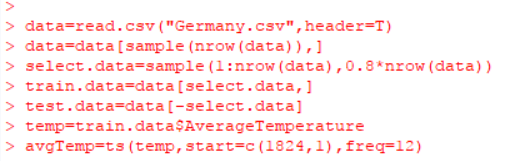 >
> data=read.csv("Germany.csv",header=T)
> data=data[sample(nrow(data)),]
> select.data=sample(1:nrow(data),0.8*nrow(data))
> train.data=data[select.data,]
> test.data=data[-select.data]
> temp=train.data$AverageTemperature
> avgTemp=ts(temp,start=c(1824,1),freq=12)